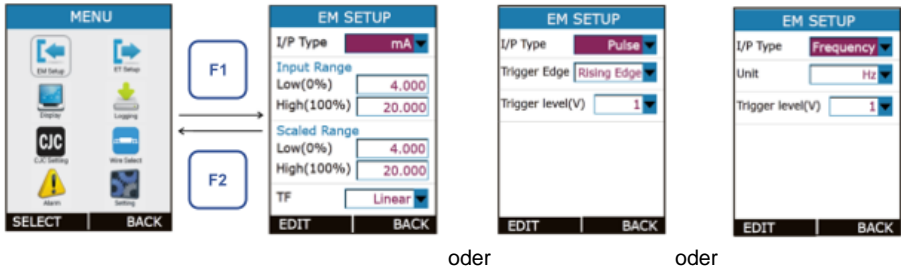 MENU
EM Setup
ET Setup
Display
Logging
CJC
CJC Setting
Wire Select
Alarm
Setting
SELECT BACK
F1
F2
EM SETUP
I/P Type mA
Input Range
Low(0%) 4.000
High(100%) 20.000
Scaled Range
Low(0%) 4.000
High(100%) 20.000
TF Linear
EDIT BACK
EM SETUP
I/P Type Pulse
Trigger Edge Rising Edge
Trigger level(V) 1
EDIT BACK
EM SETUP
I/P Type Frequency
Unit Hz
Trigger level(V) 1
EDIT BACK
oder oder